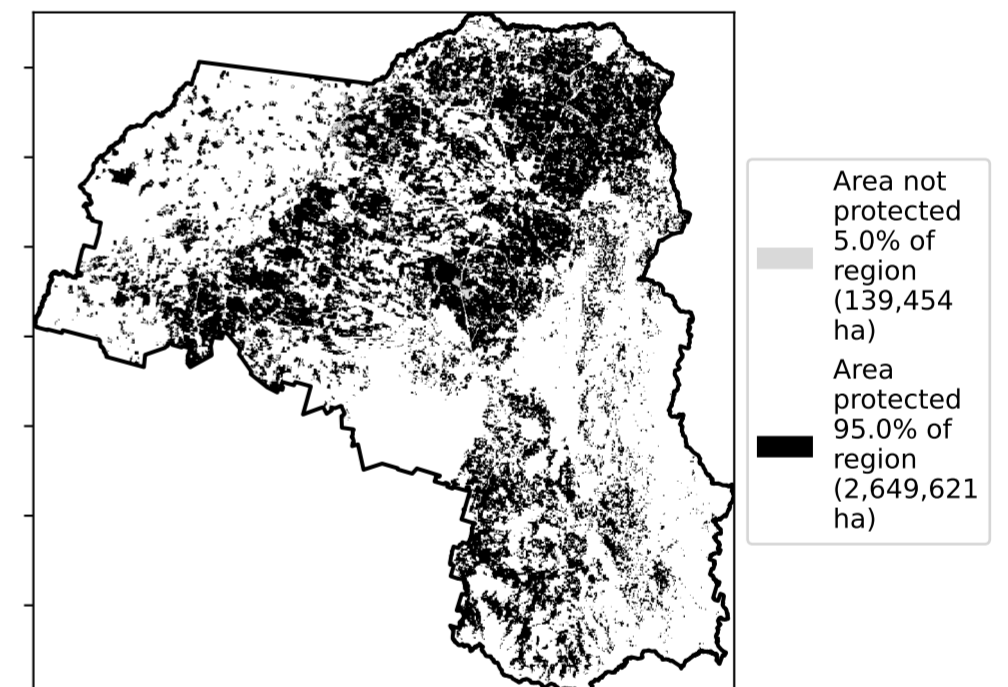 Area not
protected
5.0% of
region
(139,454
ha)
Area
protected
95.0% of
region
(2,649,621
ha)